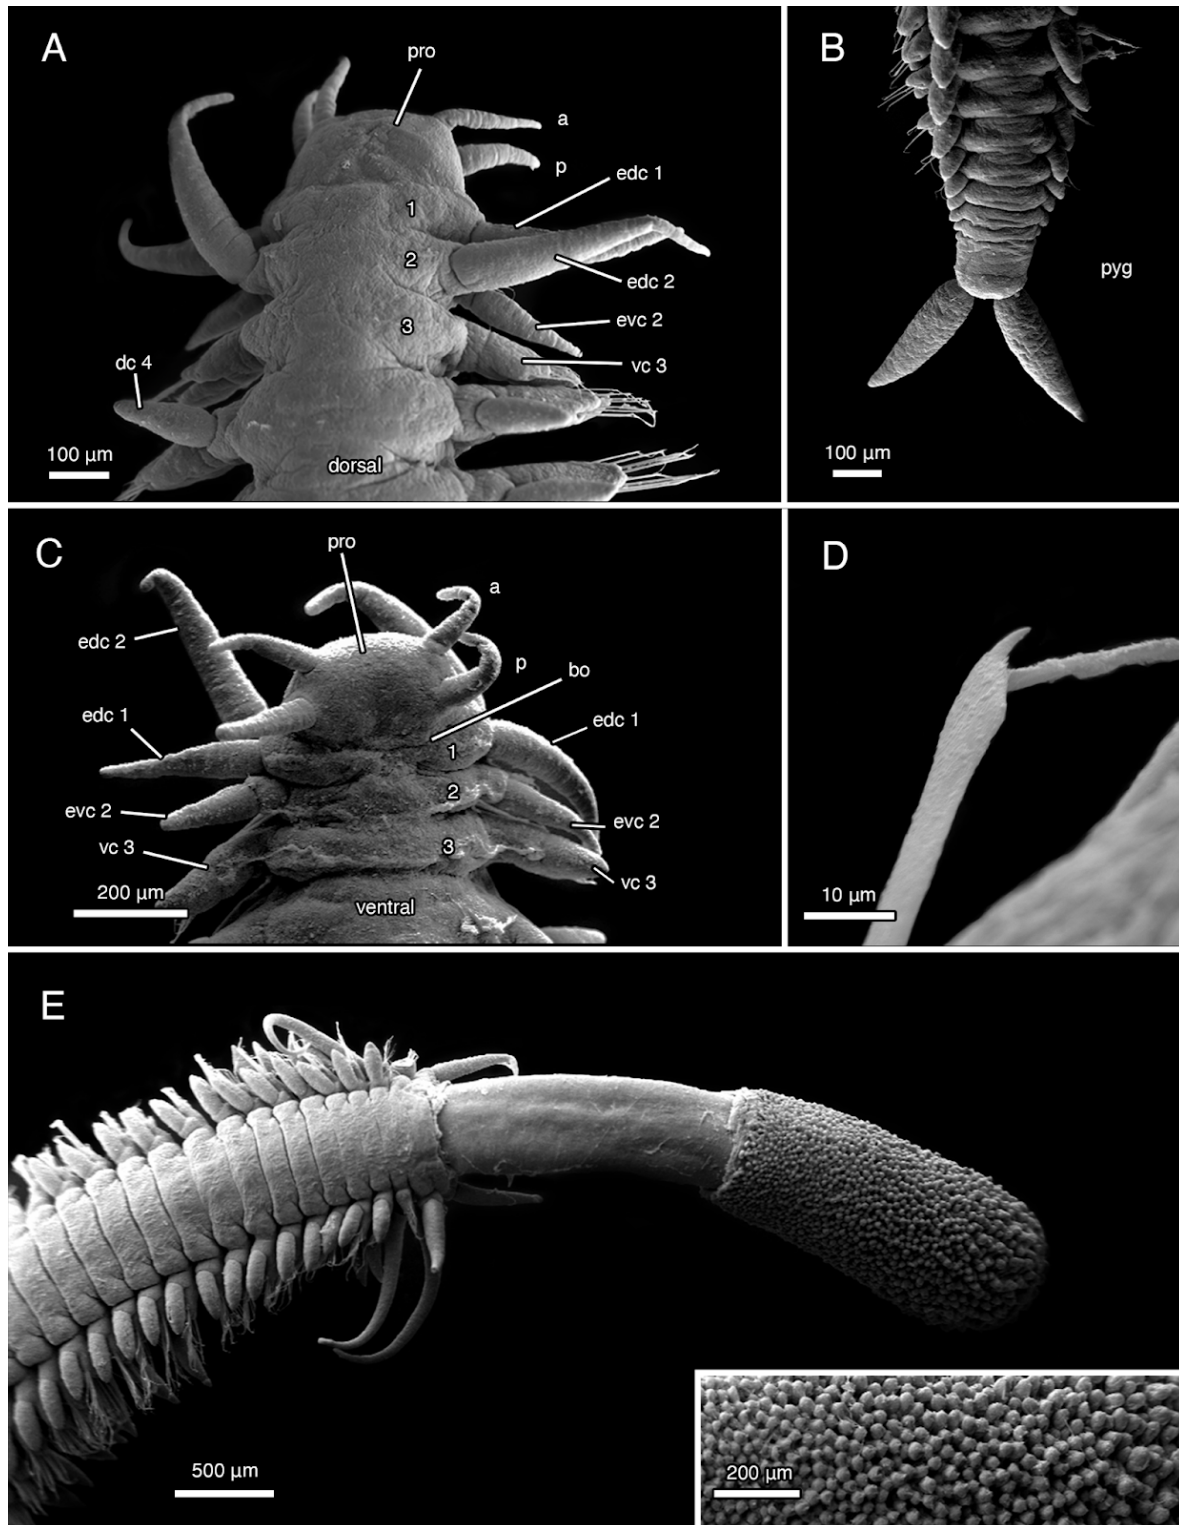 A
pro
a
p
edc 1
1
2
edc 2
3
evc 2
vc 3
dc 4
100 µm
dorsal
B
pyg
100 µm
C
pro
a
edc 2
p
bo
edc 1
edc 1
1
2
evc 2
evc 2
3
vc 3
vc 3
200 µm
ventral
D
10 µm
E
500 µm
200 µm